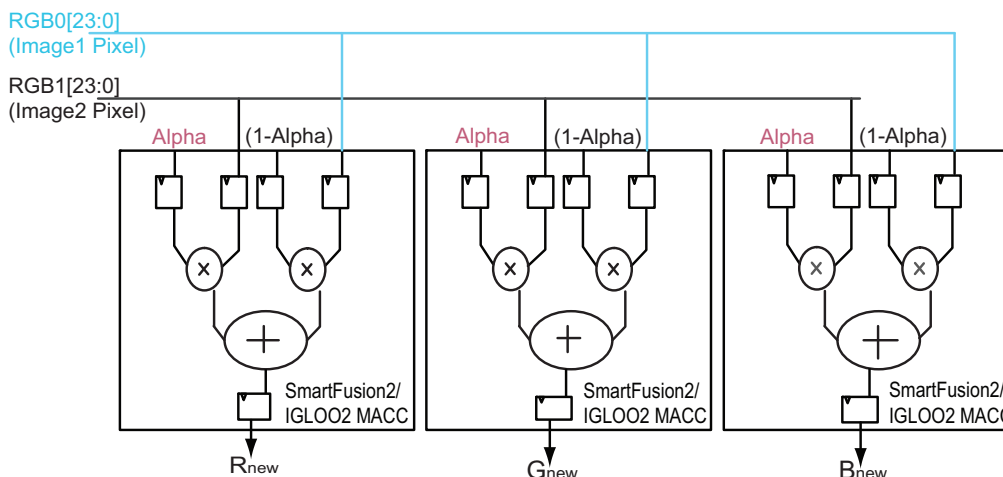 RGB0[23:0]
(Image1 Pixel)
RGB1[23:0]
(Image2 Pixel)
Alpha
(1-Alpha)
Alpha
(1-Alpha)
Alpha
(1-Alpha)
x
x
x
x
x
x
+
+
+
SmartFusion2/
IGLOO2 MACC
SmartFusion2/
IGLOO2 MACC
SmartFusion2/
IGLOO2 MACC
Rnew
Gnew
Bnew